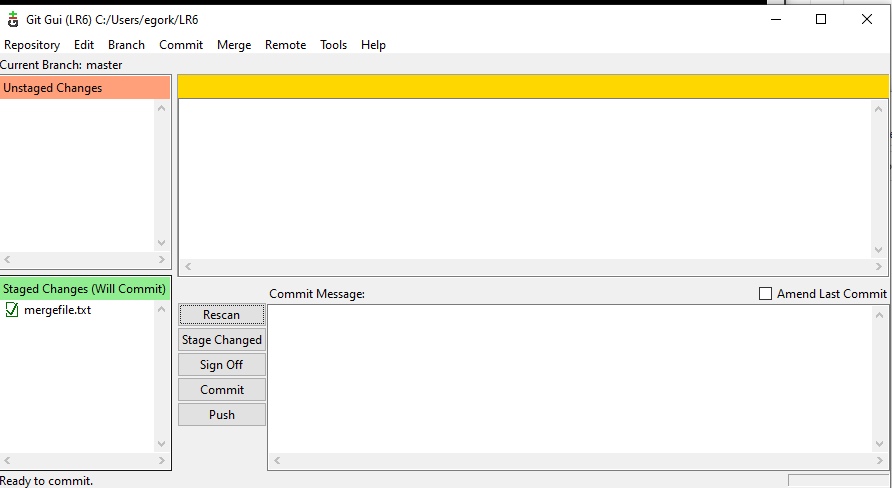 Git Gui (LR6) C:/Users/egork/LR6
Repository Edit Branch Commit Merge Remote Tools Help
Current Branch: master
Unstaged Changes
Staged Changes (Will Commit)
mergefile.txt
Commit Message:
Amend Last Commit
Rescan
Stage Changed
Sign Off
Commit
Push
Ready to commit.